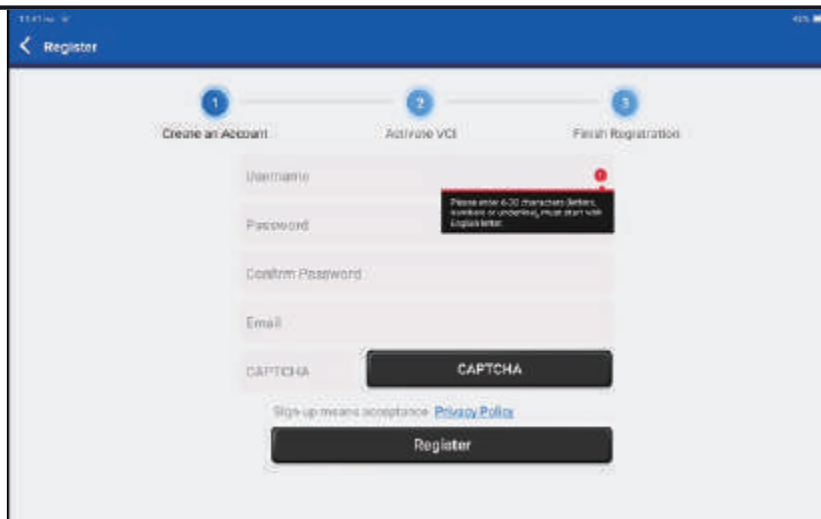 Register
1
2
3
Create an Account
Activate VCI
Finish Registration
Username
Please enter 6-20 characters (letters,
numbers or underline), must start with
English letter
Password
Confirm Password
Email
CAPTCHA
CAPTCHA
Sign up means acceptance Privacy Policy
Register